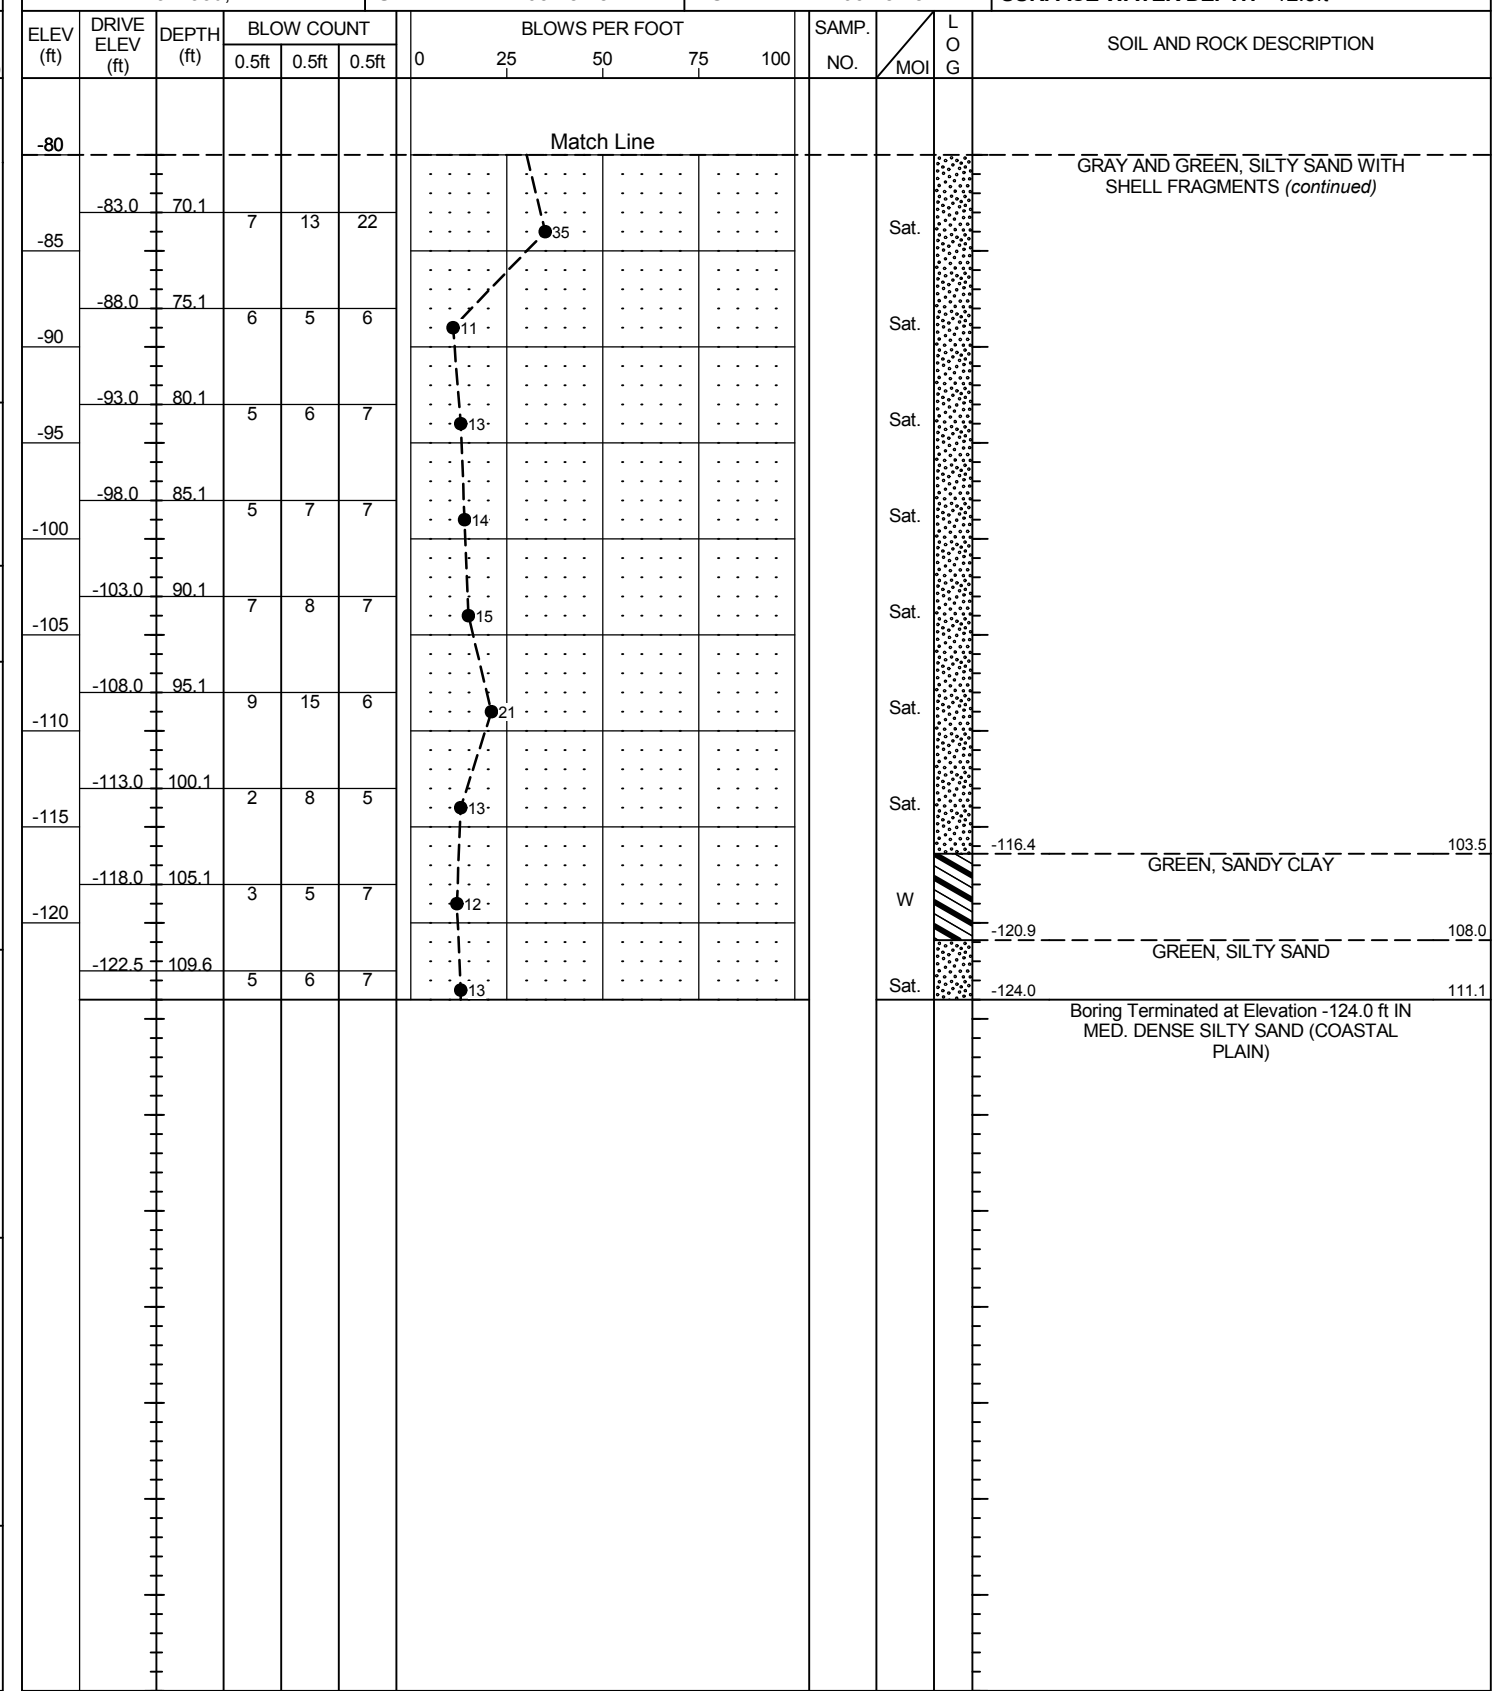 ELEV (ft) DRIVE ELEV (ft) DEPTH (ft) BLOW COUNT 0.5ft 0.5ft 0.5ft BLOWS PER FOOT 0 25 50 75 100 SAMP. NO. MOI LOG SOIL AND ROCK DESCRIPTION
-80 Match Line
GRAY AND GREEN, SILTY SAND WITH
SHELL FRAGMENTS (continued)
-83.0 70.1 7 13 22 35 Sat.
-85
-88.0 75.1 6 5 6 11 Sat.
-90
-93.0 80.1 5 6 7 13 Sat.
-95
-98.0 85.1 5 7 7 14 Sat.
-100
-103.0 90.1 7 8 7 15 Sat.
-105
-108.0 95.1 9 15 6 21 Sat.
-110
-113.0 100.1 2 8 5 13 Sat.
-115
-116.4 103.5
GREEN, SANDY CLAY
-118.0 105.1 3 5 7 12 W
-120
-120.9 108.0
GREEN, SILTY SAND
-122.5 109.6 5 6 7 13 Sat.
-124.0 111.1
Boring Terminated at Elevation -124.0 ft IN
MED. DENSE SILTY SAND (COASTAL
PLAIN)